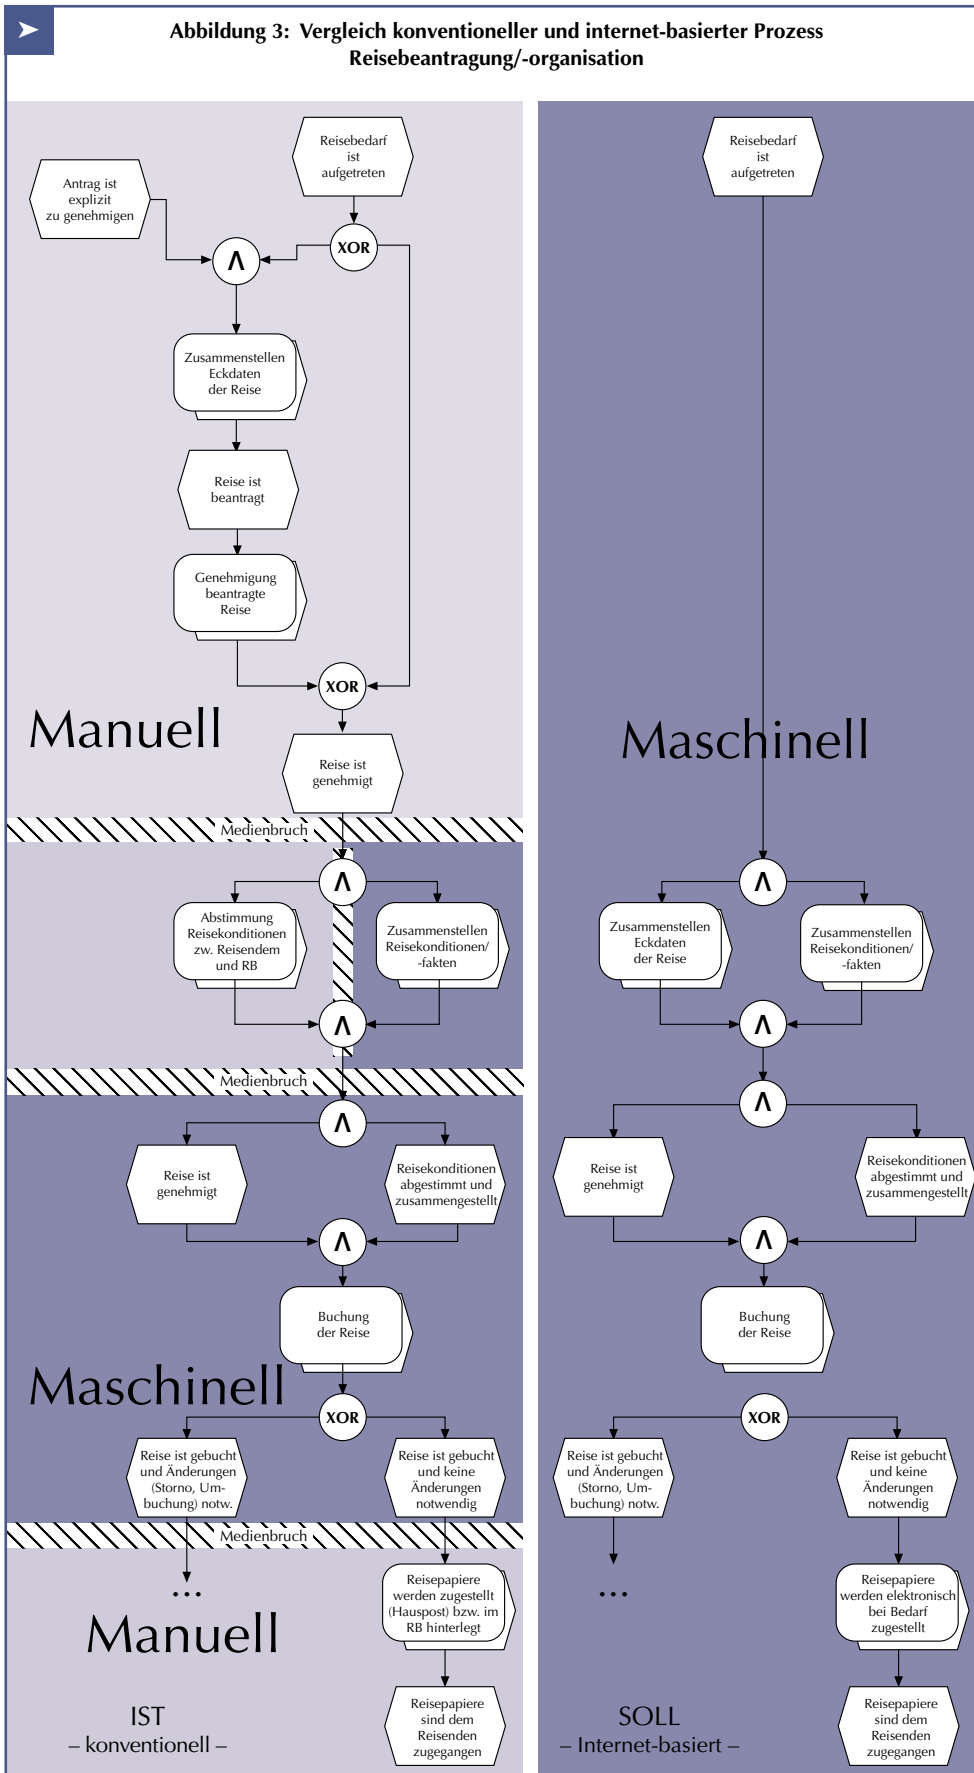 Abbildung 3: Vergleich konventioneller und internet-basierter Prozess
Reisebeantragung/-organisation
Reisebedarf
ist
aufgetreten
Antrag ist
explizit
zu genehmigen
XOR
Λ
Zusammenstellen
Eckdaten
der Reise
Reise ist
beantragt
Genehmigung
beantragte
Reise
XOR
Manuell
Reise ist
genehmigt
Medienbruch
Λ
Abstimmung
Reisekonditionen
zw. Reisendem
und RB
Zusammenstellen
Reisekonditionen/
-fakten
Λ
Medienbruch
Λ
Reise ist
genehmigt
Reisekonditionen
abgestimmt und
zusammengestellt
Λ
Buchung
der Reise
Maschinell
XOR
Reise ist gebucht
und Änderungen
(Storno, Um-
buchung) notw.
Reise ist gebucht
und keine
Änderungen
notwendig
Medienbruch
...
Reisepapiere
werden zugestellt
(Hauspost) bzw. im
RB hinterlegt
Manuell
Reisepapiere
sind dem
Reisenden
zugegangen
IST
– konventionell –
Reisebedarf
ist
aufgetreten
Maschinell
Λ
Zusammenstellen
Eckdaten
der Reise
Zusammenstellen
Reisekonditionen/
-fakten
Λ
Λ
Reise ist
genehmigt
Reisekonditionen
abgestimmt und
zusammengestellt
Λ
Buchung
der Reise
XOR
Reise ist gebucht
und Änderungen
(Storno, Um-
buchung) notw.
Reise ist gebucht
und keine
Änderungen
notwendig
...
Reisepapiere
werden elektronisch
bei Bedarf
zugestellt
Reisepapiere
sind dem
Reisenden
zugegangen
SOLL
– Internet-basiert –